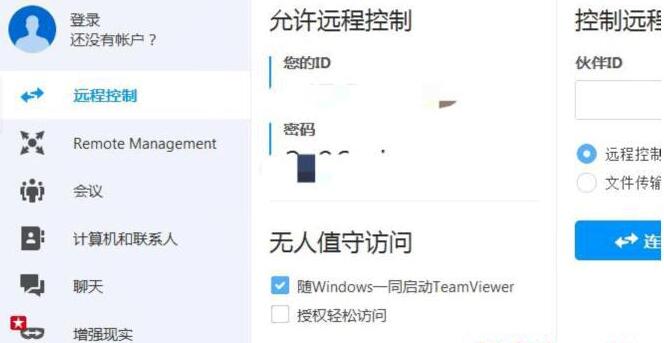 登录
还没有帐户？
远程控制
Remote Management
会议
计算机和联系人
聊天
增强现实
允许远程控制
您的ID
密码
无人值守访问
随Windows一同启动TeamViewer
授权轻松访问
控制远程
伙伴ID
远程控制
文件传输
连